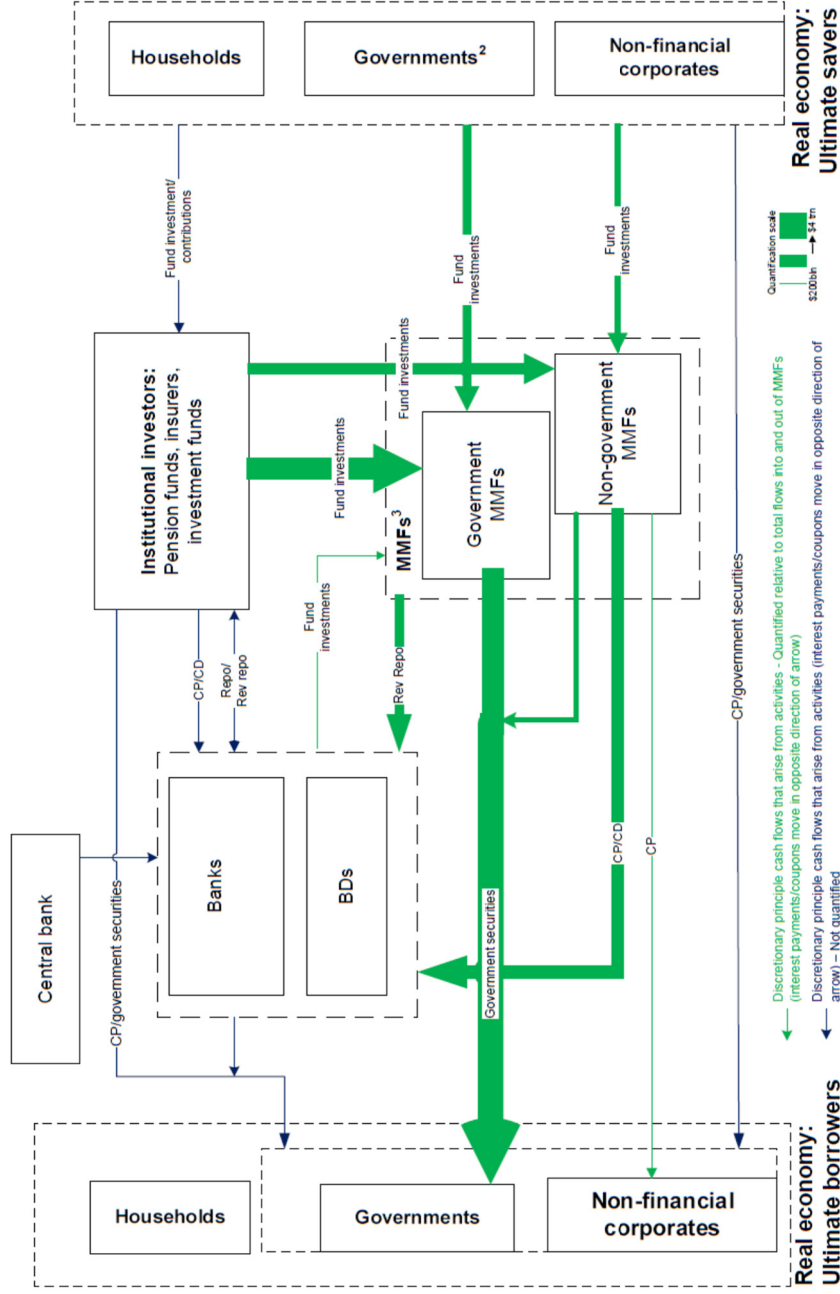 Central bank
Households
Governments
Non-financial
corporates
Real economy:
Ultimate borrowers
CP/government securities
Banks
BDs
CP/CD
Repo/
Rev repo
Fund
investments
Rev Repo
Government securities
CP/CD
CP
CP/government securities
Institutional investors:
Pension funds, insurers,
investment funds
Fund investments
Fund investments
MMFs³
Government
MMFs
Non-government
MMFs
Fund investment/
contributions
Fund
investments
Fund
investments
Households
Governments²
Non-financial
corporates
Real economy:
Ultimate savers
Quantification scale
$200bln
$4 trn
Discretionary principle cash flows that arise from activities - Quantified relative to total flows into and out of MMFs
(interest payments/coupons move in opposite direction of arrow)
Discretionary principle cash flows that arise from activities (interest payments/coupons move in opposite direction of
arrow) – Not quantified